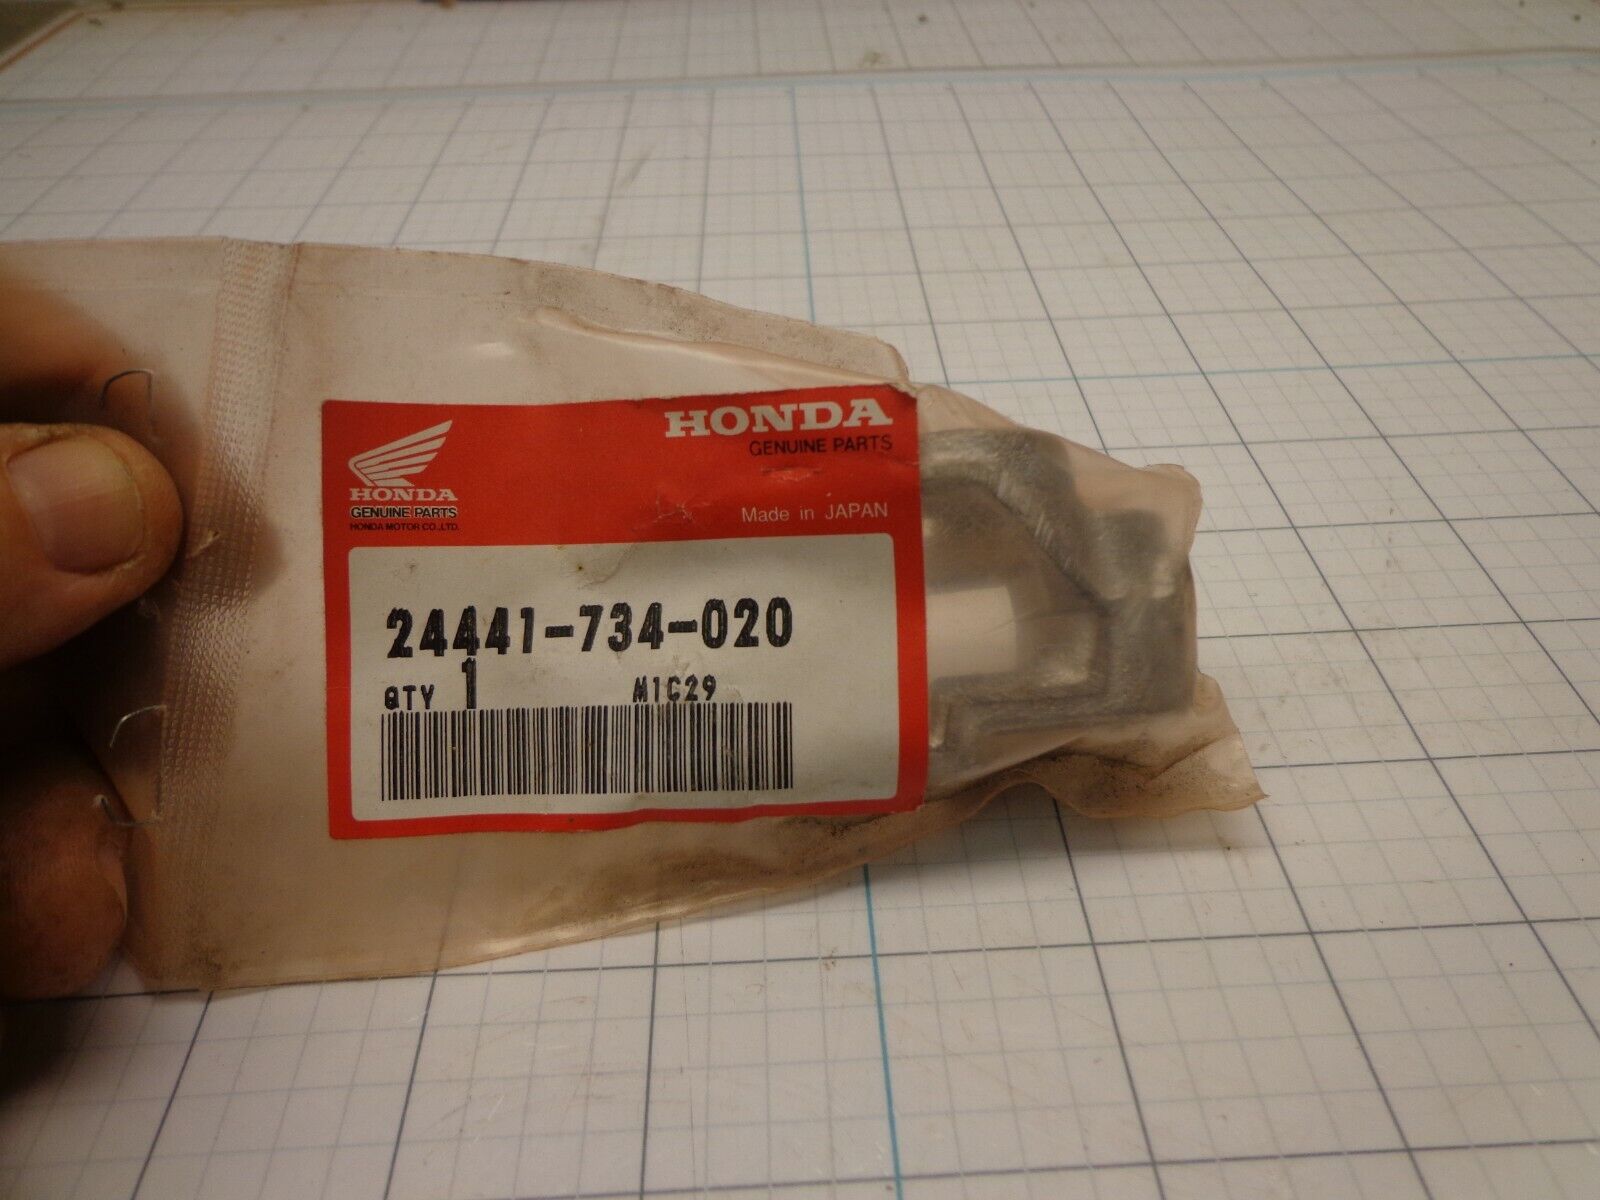 HONDA
GENUINE PARTS
HONDA
GENUINE PARTS
HONDA MOTOR CO.,LTD.
Made in JAPAN
24441-734-020
QTY 1 M1C29